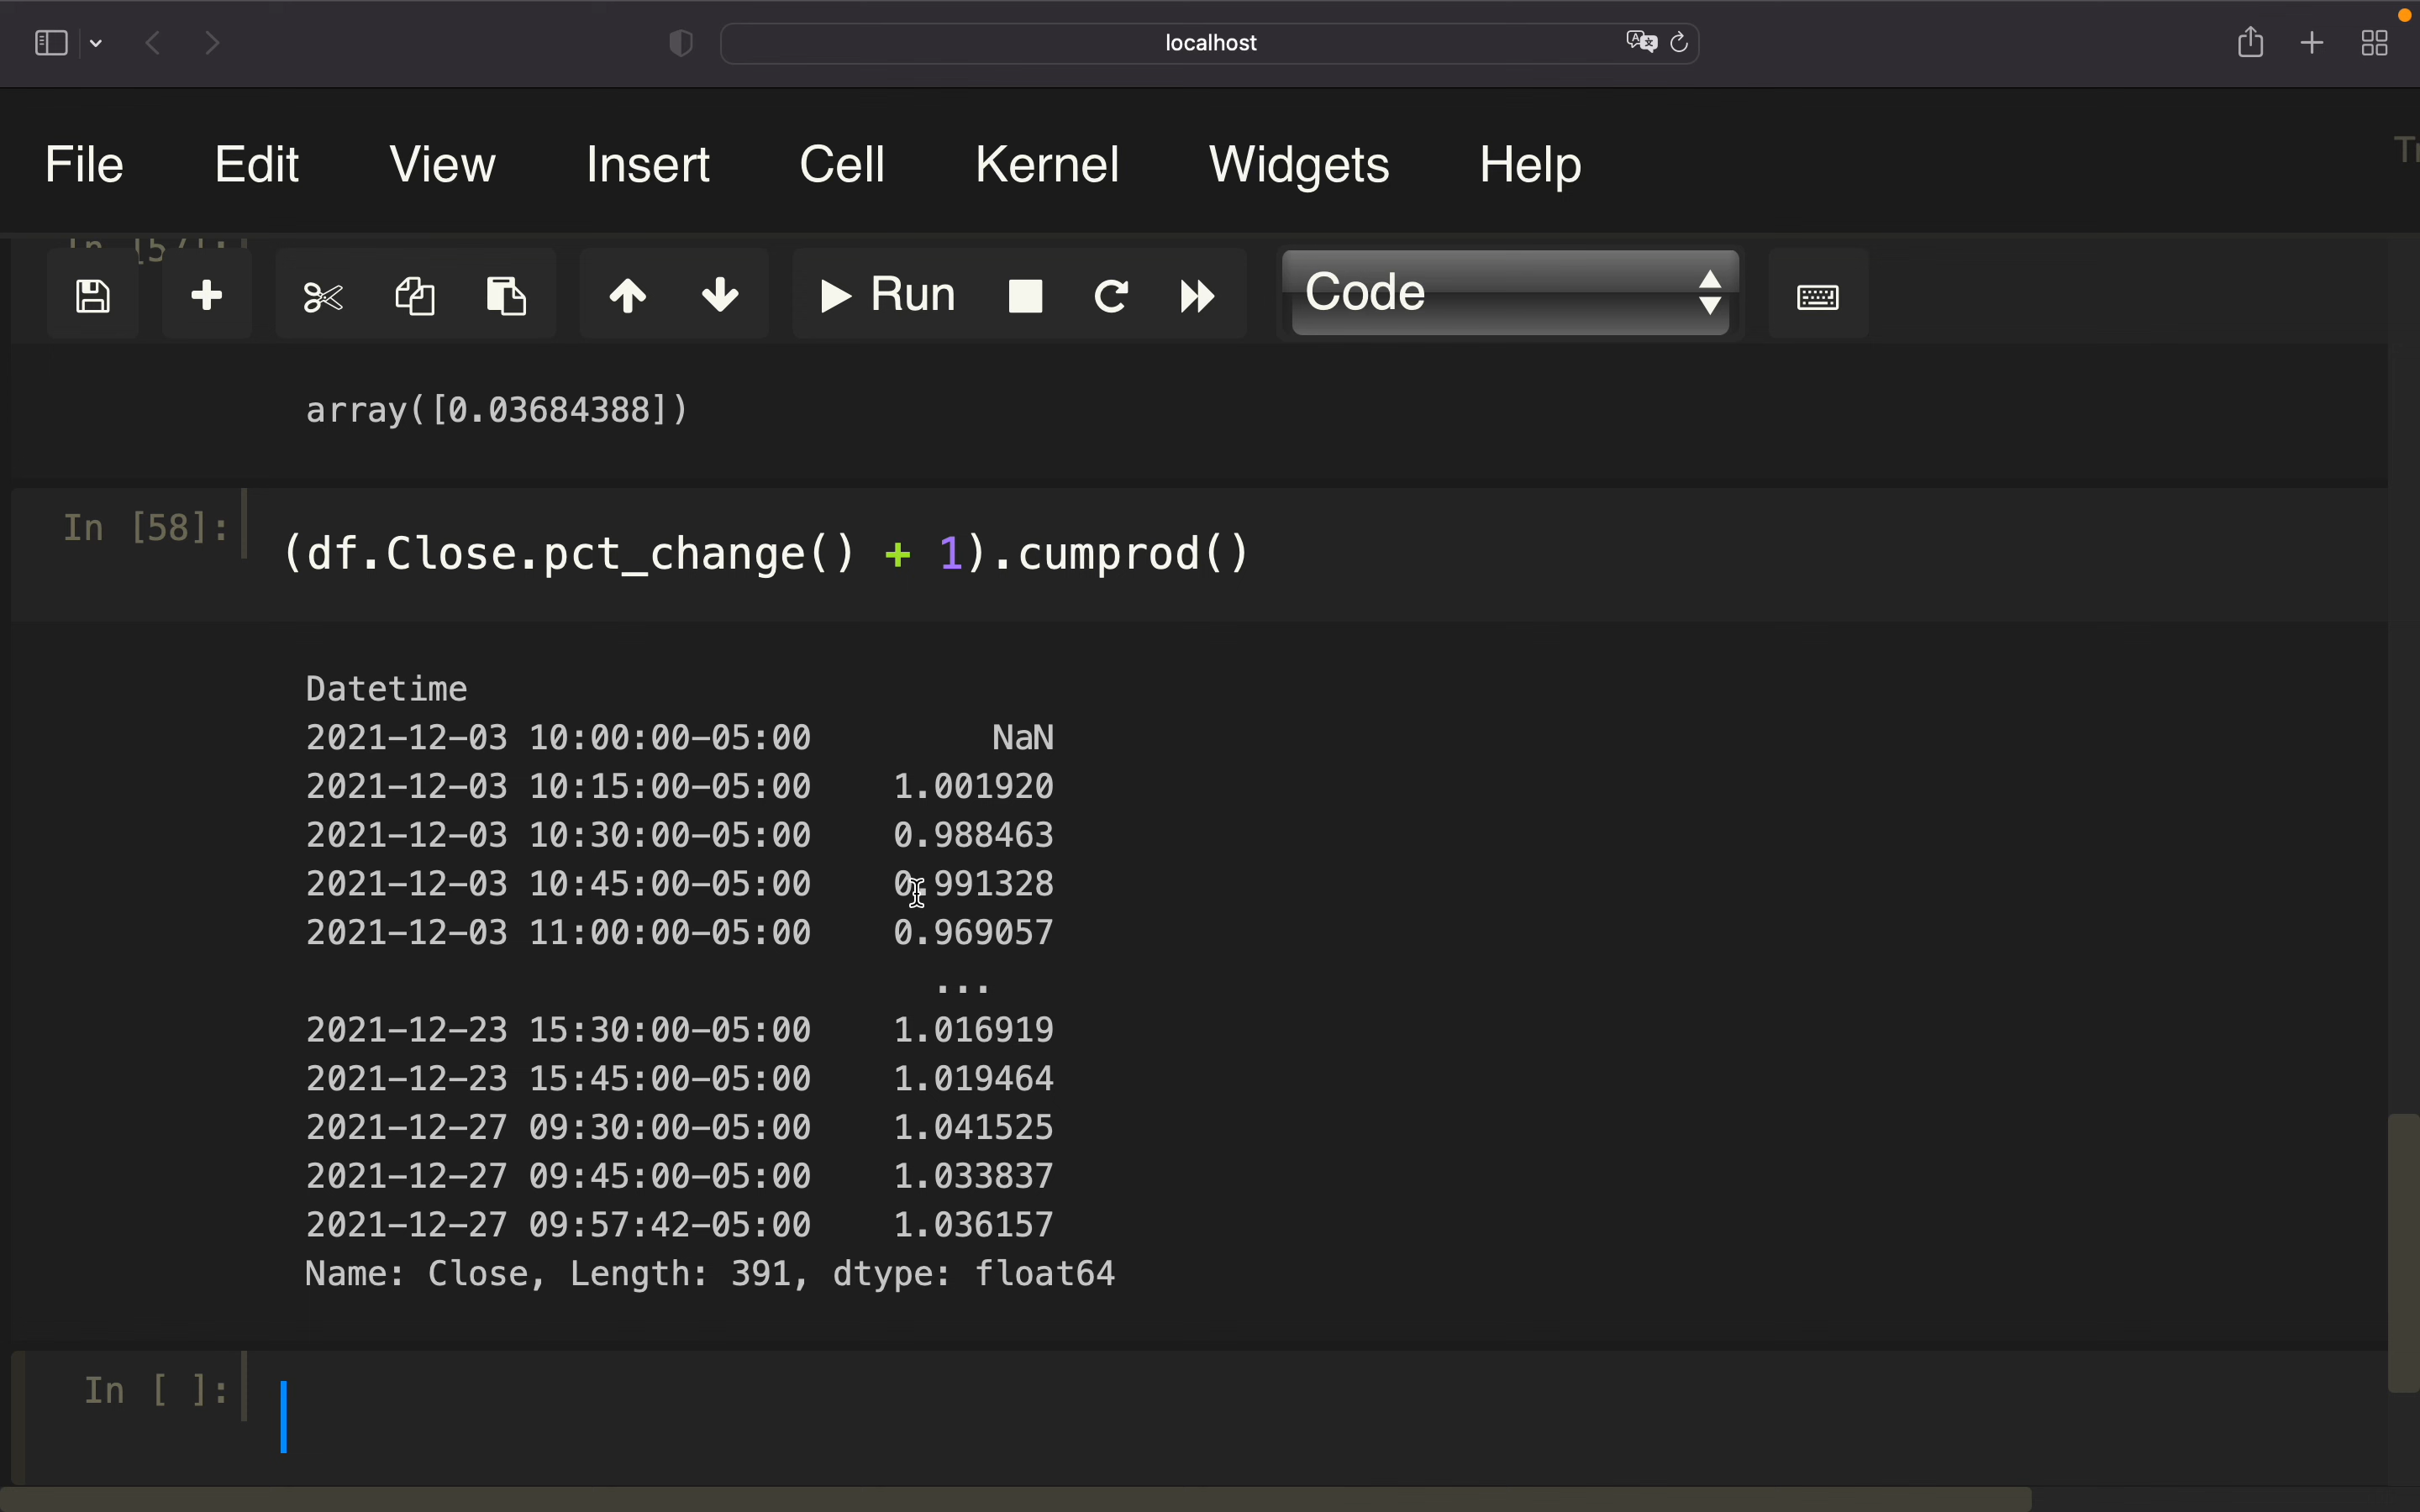 localhost
File Edit View Insert Cell Kernel Widgets Help
Run Code
array([0.03684388])
In [58]: (df.Close.pct_change() + 1).cumprod()
Datetime
2021-12-03 10:00:00-05:00 NaN
2021-12-03 10:15:00-05:00 1.001920
2021-12-03 10:30:00-05:00 0.988463
2021-12-03 10:45:00-05:00 0.991328
2021-12-03 11:00:00-05:00 0.969057
...
2021-12-23 15:30:00-05:00 1.016919
2021-12-23 15:45:00-05:00 1.019464
2021-12-27 09:30:00-05:00 1.041525
2021-12-27 09:45:00-05:00 1.033837
2021-12-27 09:57:42-05:00 1.036157
Name: Close, Length: 391, dtype: float64
In [ ]: